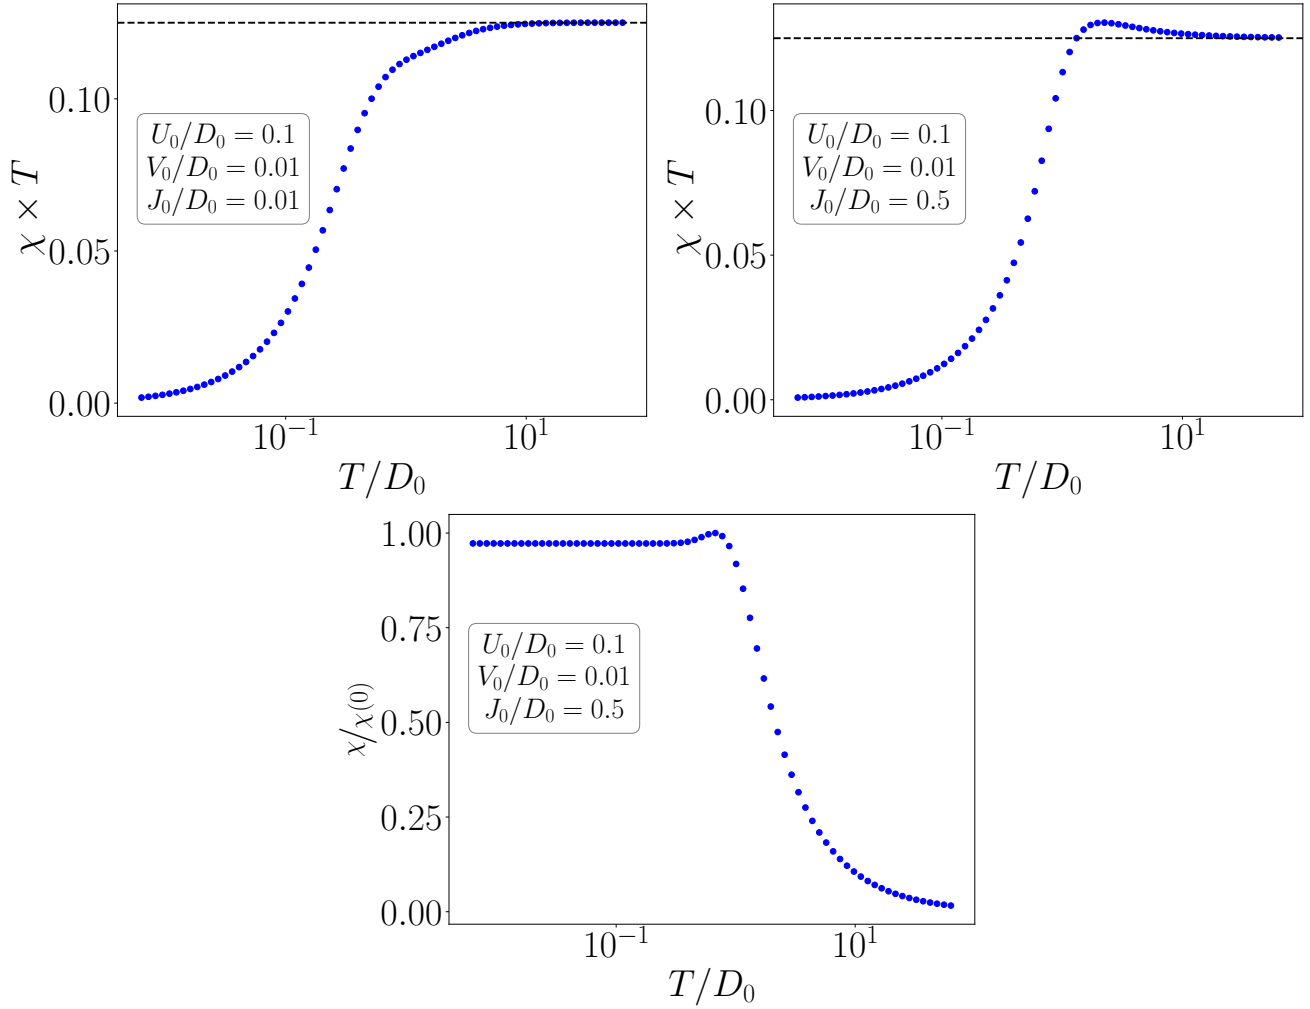 χ × T
0.10
0.05
0.00
U₀/D₀ = 0.1
V₀/D₀ = 0.01
J₀/D₀ = 0.01
10⁻¹ 10¹
T/D₀
χ × T
0.10
0.05
0.00
U₀/D₀ = 0.1
V₀/D₀ = 0.01
J₀/D₀ = 0.5
10⁻¹ 10¹
T/D₀
χ/χ(0)
1.00
0.75
0.50
0.25
0.00
U₀/D₀ = 0.1
V₀/D₀ = 0.01
J₀/D₀ = 0.5
10⁻¹ 10¹
T/D₀